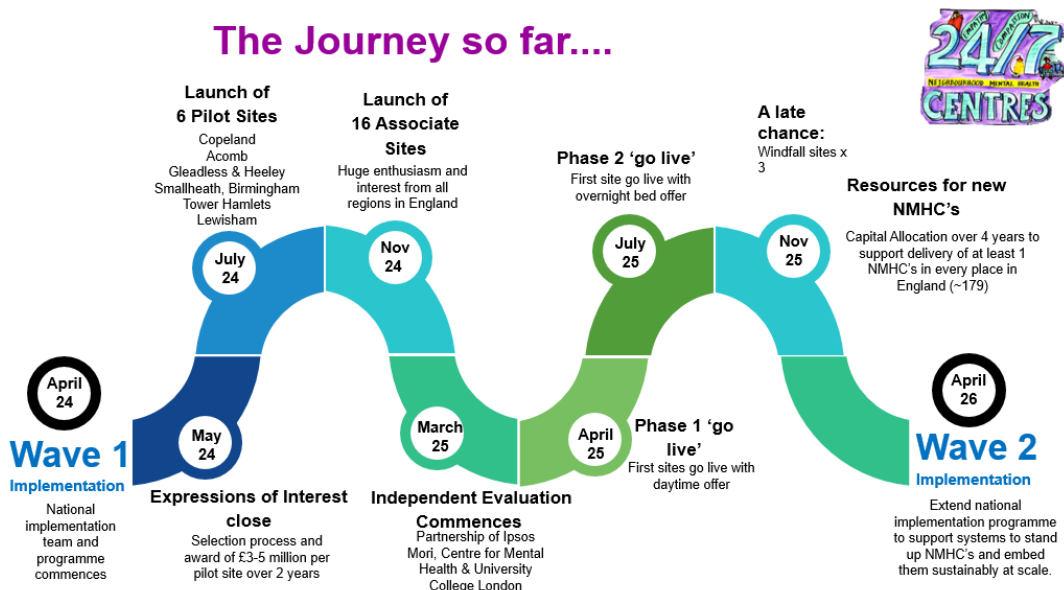 The Journey so far....
24/7
EMPATHY
COMPASSION
NEIGHBOURHOOD MENTAL HEALTH
CENTRES
April
24
Wave 1
Implementation
National
implementation
team and
programme
commences
May
24
Expressions of Interest
close
Selection process and
award of £3-5 million per
pilot site over 2 years
Launch of
6 Pilot Sites
Copeland
Acomb
Gleadless & Heeley
Smallheath, Birmingham
Tower Hamlets
Lewisham
July
24
Launch of
16 Associate
Sites
Huge enthusiasm and
interest from all
regions in England
Nov
24
March
25
Independent Evaluation
Commences
Partnership of Ipsos
Mori, Centre for Mental
Health & University
College London
April
25
Phase 1 ‘go
live’
First sites go live with
daytime offer
Phase 2 ‘go live’
First site go live with
overnight bed offer
July
25
A late
chance:
Windfall sites x
3
Nov
25
Resources for new
NMHC's
Capital Allocation over 4 years to
support delivery of at least 1
NMHC's in every place in
England (~179)
April
26
Wave 2
Implementation
Extend national
implementation programme
to support systems to stand
up NMHC's and embed
them sustainably at scale.